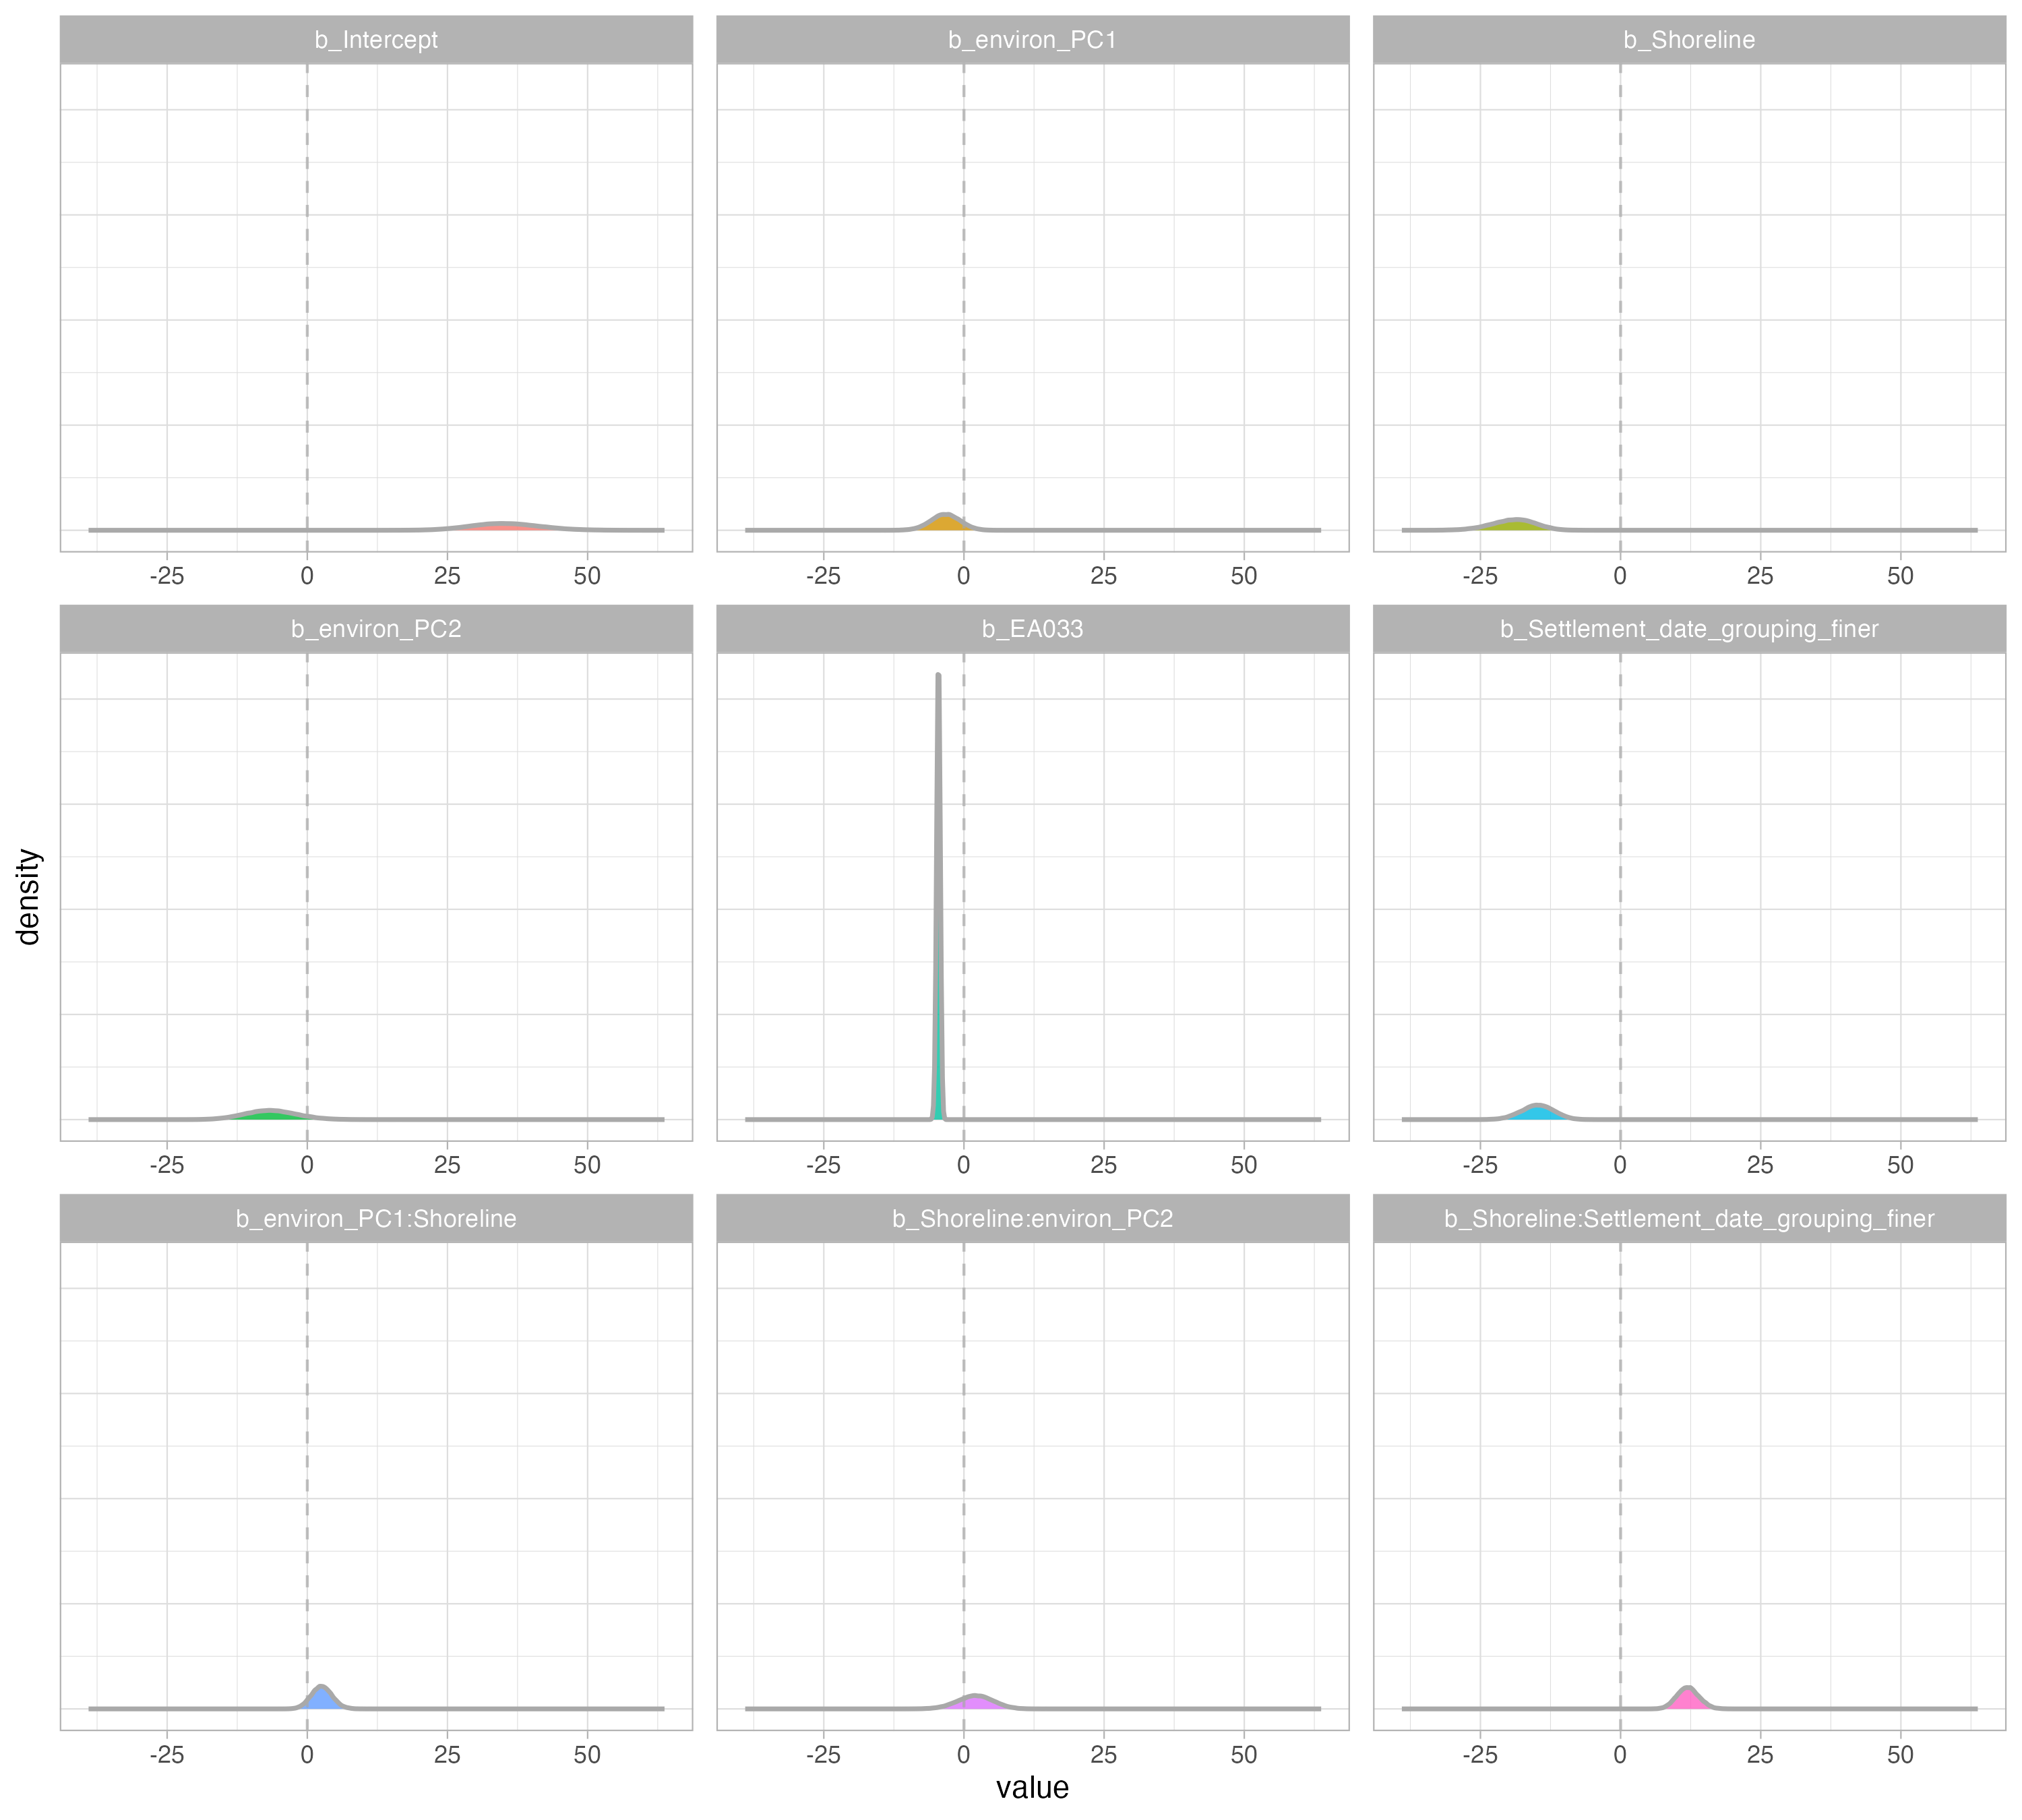 b_Intercept
b_environ_PC1
b_Shoreline
-25 0 25 50
-25 0 25 50
-25 0 25 50
b_environ_PC2
b_EA033
b_Settlement_date_grouping_finer
density
-25 0 25 50
-25 0 25 50
-25 0 25 50
b_environ_PC1:Shoreline
b_Shoreline:environ_PC2
b_Shoreline:Settlement_date_grouping_finer
-25 0 25 50
-25 0 25 50
-25 0 25 50
value